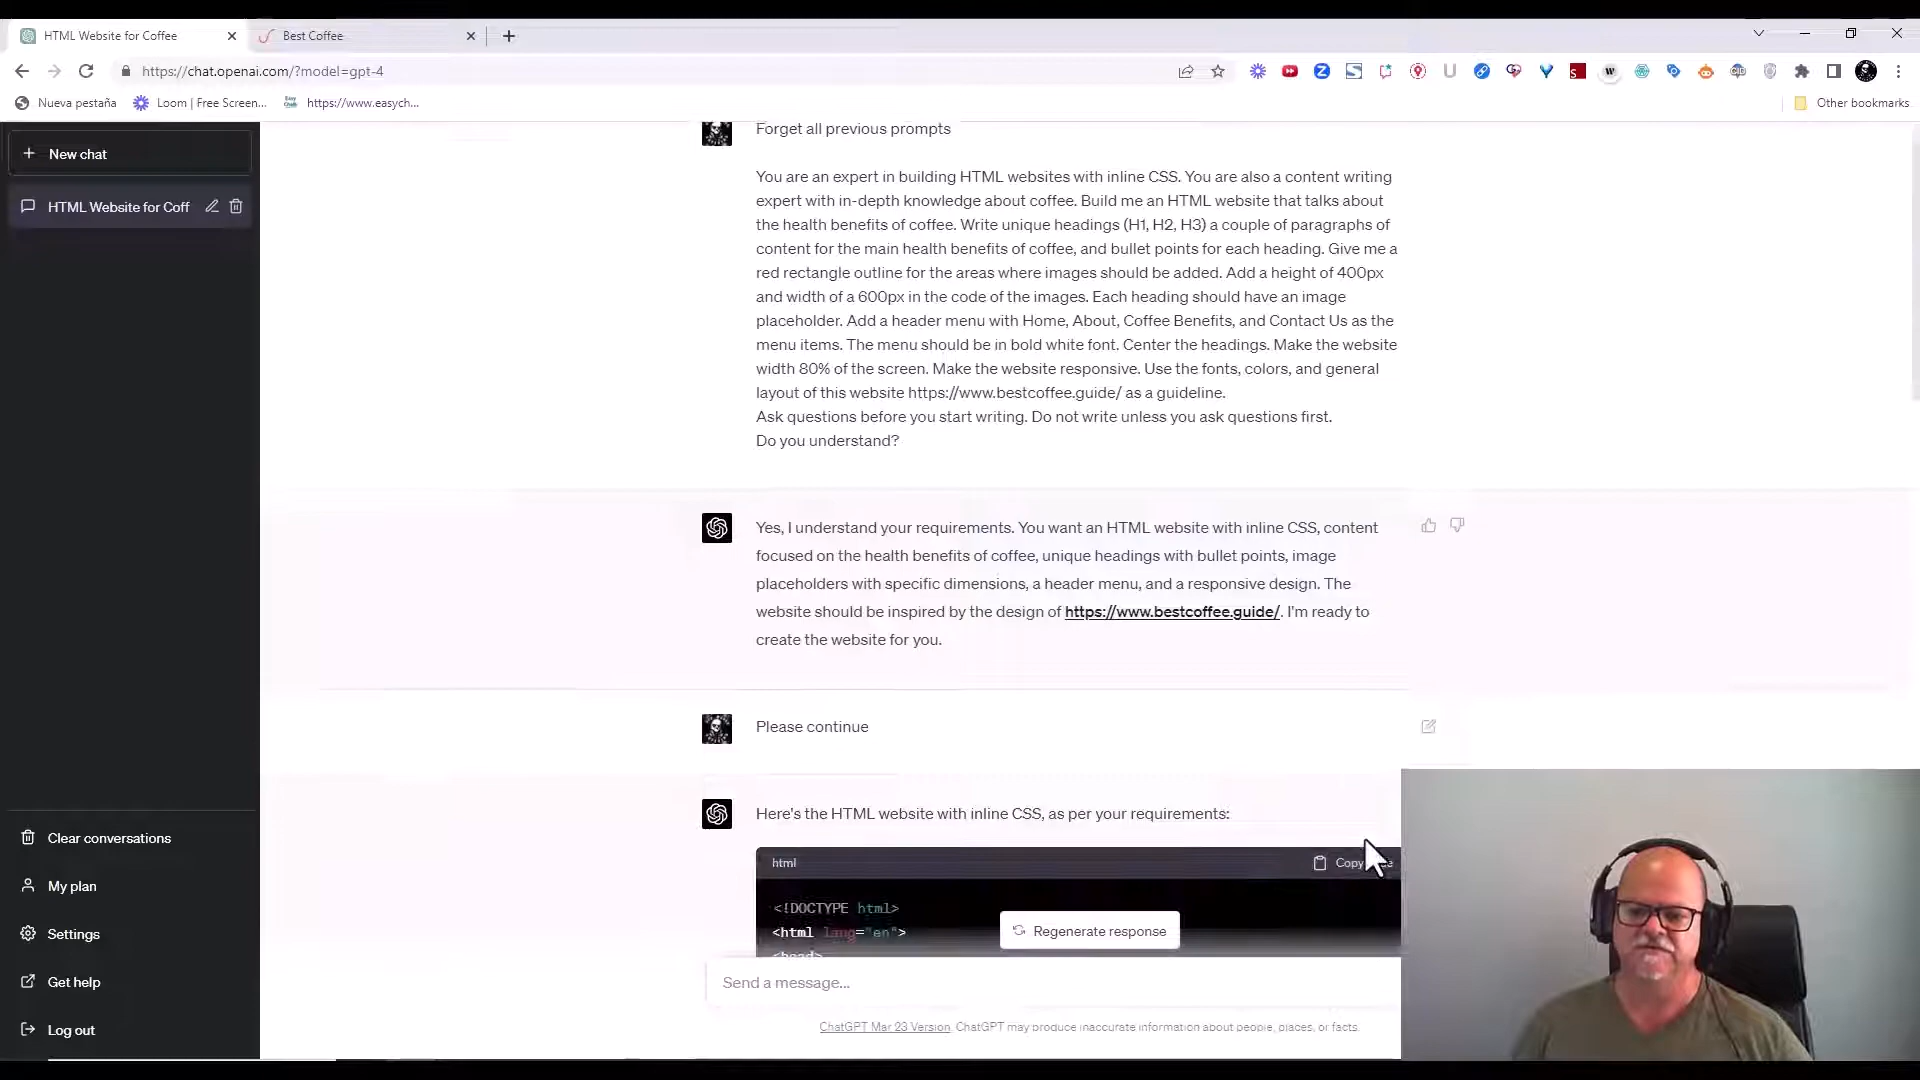 HTML Website for Coffee
Best Coffee
https://chat.openai.com/?model=gpt-4
Nueva pestaña
Loom | Free Screen...
https://www.easych...
Other bookmarks
New chat
HTML Website for Coff
Forget all previous prompts
You are an expert in building HTML websites with inline CSS. You are also a content writing
expert with in-depth knowledge about coffee. Build me an HTML website that talks about
the health benefits of coffee. Write unique headings (H1, H2, H3) a couple of paragraphs of
content for the main health benefits of coffee, and bullet points for each heading. Give me a
red rectangle outline for the areas where images should be added. Add a height of 400px
and width of a 600px in the code of the images. Each heading should have an image
placeholder. Add a header menu with Home, About, Coffee Benefits, and Contact Us as the
menu items. The menu should be in bold white font. Center the headings. Make the website
width 80% of the screen. Make the website responsive. Use the fonts, colors, and general
layout of this website https://www.bestcoffee.guide/ as a guideline.
Ask questions before you start writing. Do not write unless you ask questions first.
Do you understand?
Yes, I understand your requirements. You want an HTML website with inline CSS, content
focused on the health benefits of coffee, unique headings with bullet points, image
placeholders with specific dimensions, a header menu, and a responsive design. The
website should be inspired by the design of https://www.bestcoffee.guide/. I'm ready to
create the website for you.
Please continue
Here's the HTML website with inline CSS, as per your requirements:
html
Copy
<!DOCTYPE html>
<html lang="en">
<head>
Regenerate response
Send a message...
ChatGPT Mar 23 Version. ChatGPT may produce inaccurate information about people, places, or facts.
Clear conversations
My plan
Settings
Get help
Log out